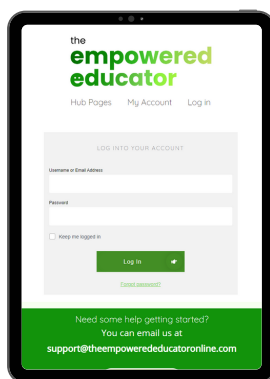 the
empowered
educator
Hub Pages My Account Log in
LOG INTO YOUR ACCOUNT
Username or Email Address
Password
Keep me logged in
Log In
Forgot password?
Need some help getting started?
You can email us at
support@theempowerededucatoronline.com